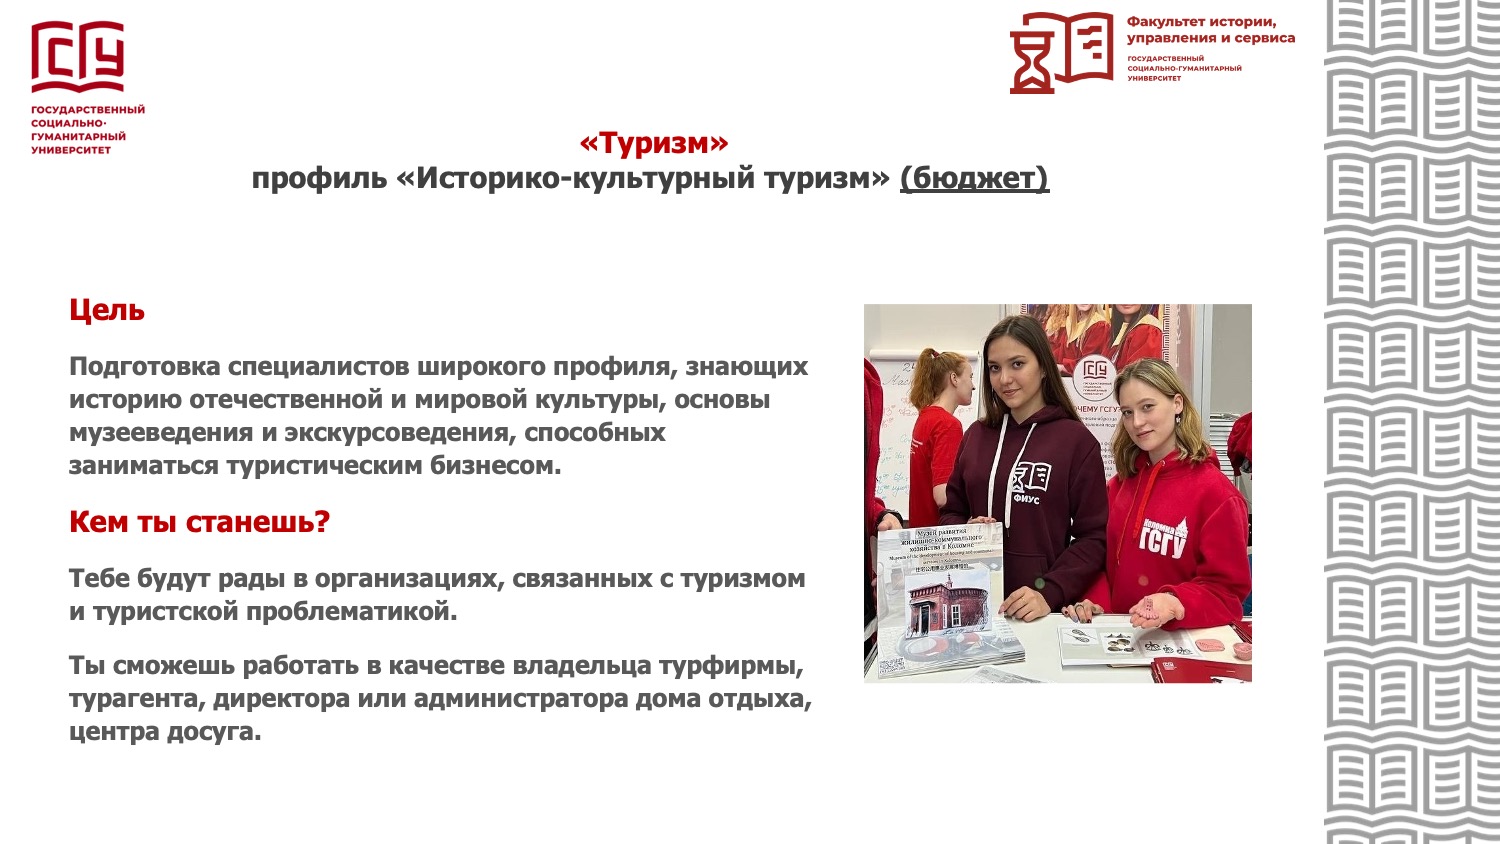 ГСГУ
ГОСУДАРСТВЕННЫЙ
СОЦИАЛЬНО-
ГУМАНИТАРНЫЙ
УНИВЕРСИТЕТ
Факультет истории,
управления и сервиса
ГОСУДАРСТВЕННЫЙ
СОЦИАЛЬНО-ГУМАНИТАРНЫЙ
УНИВЕРСИТЕТ
«Туризм»
профиль «Историко-культурный туризм» (бюджет)
Цель
Подготовка специалистов широкого профиля, знающих
историю отечественной и мировой культуры, основы
музееведения и экскурсоведения, способных
заниматься туристическим бизнесом.
Кем ты станешь?
Тебе будут рады в организациях, связанных с туризмом
и туристской проблематикой.
Ты сможешь работать в качестве владельца турфирмы,
турагента, директора или администратора дома отдыха,
центра досуга.
ФИУС
Коломна
ГСГУ
Музей развития
жилищно-коммунального
хозяйства в Коломне